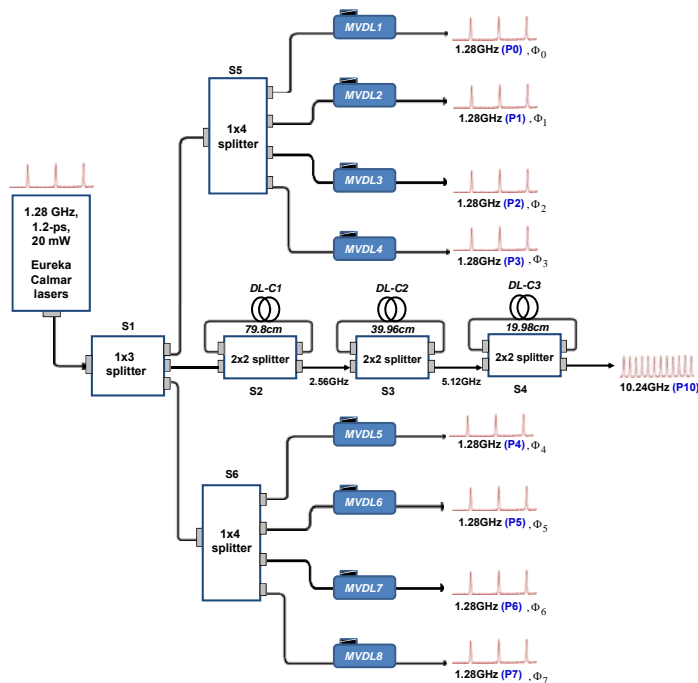 MVDL1
1.28GHz (P0) , Φ0
S5
1x4
splitter
MVDL2
1.28GHz (P1) , Φ1
MVDL3
1.28GHz (P2) , Φ2
MVDL4
1.28GHz (P3) , Φ3
1.28 GHz,
1.2-ps,
20 mW
Eureka
Calmar
lasers
S1
1x3
splitter
DL-C1
79.8cm
2x2 splitter
S2
2.56GHz
DL-C2
39.96cm
2x2 splitter
S3
5.12GHz
DL-C3
19.98cm
2x2 splitter
S4
10.24GHz (P10)
MVDL5
1.28GHz (P4) , Φ4
S6
1x4
splitter
MVDL6
1.28GHz (P5) , Φ5
MVDL7
1.28GHz (P6) , Φ6
MVDL8
1.28GHz (P7) , Φ7